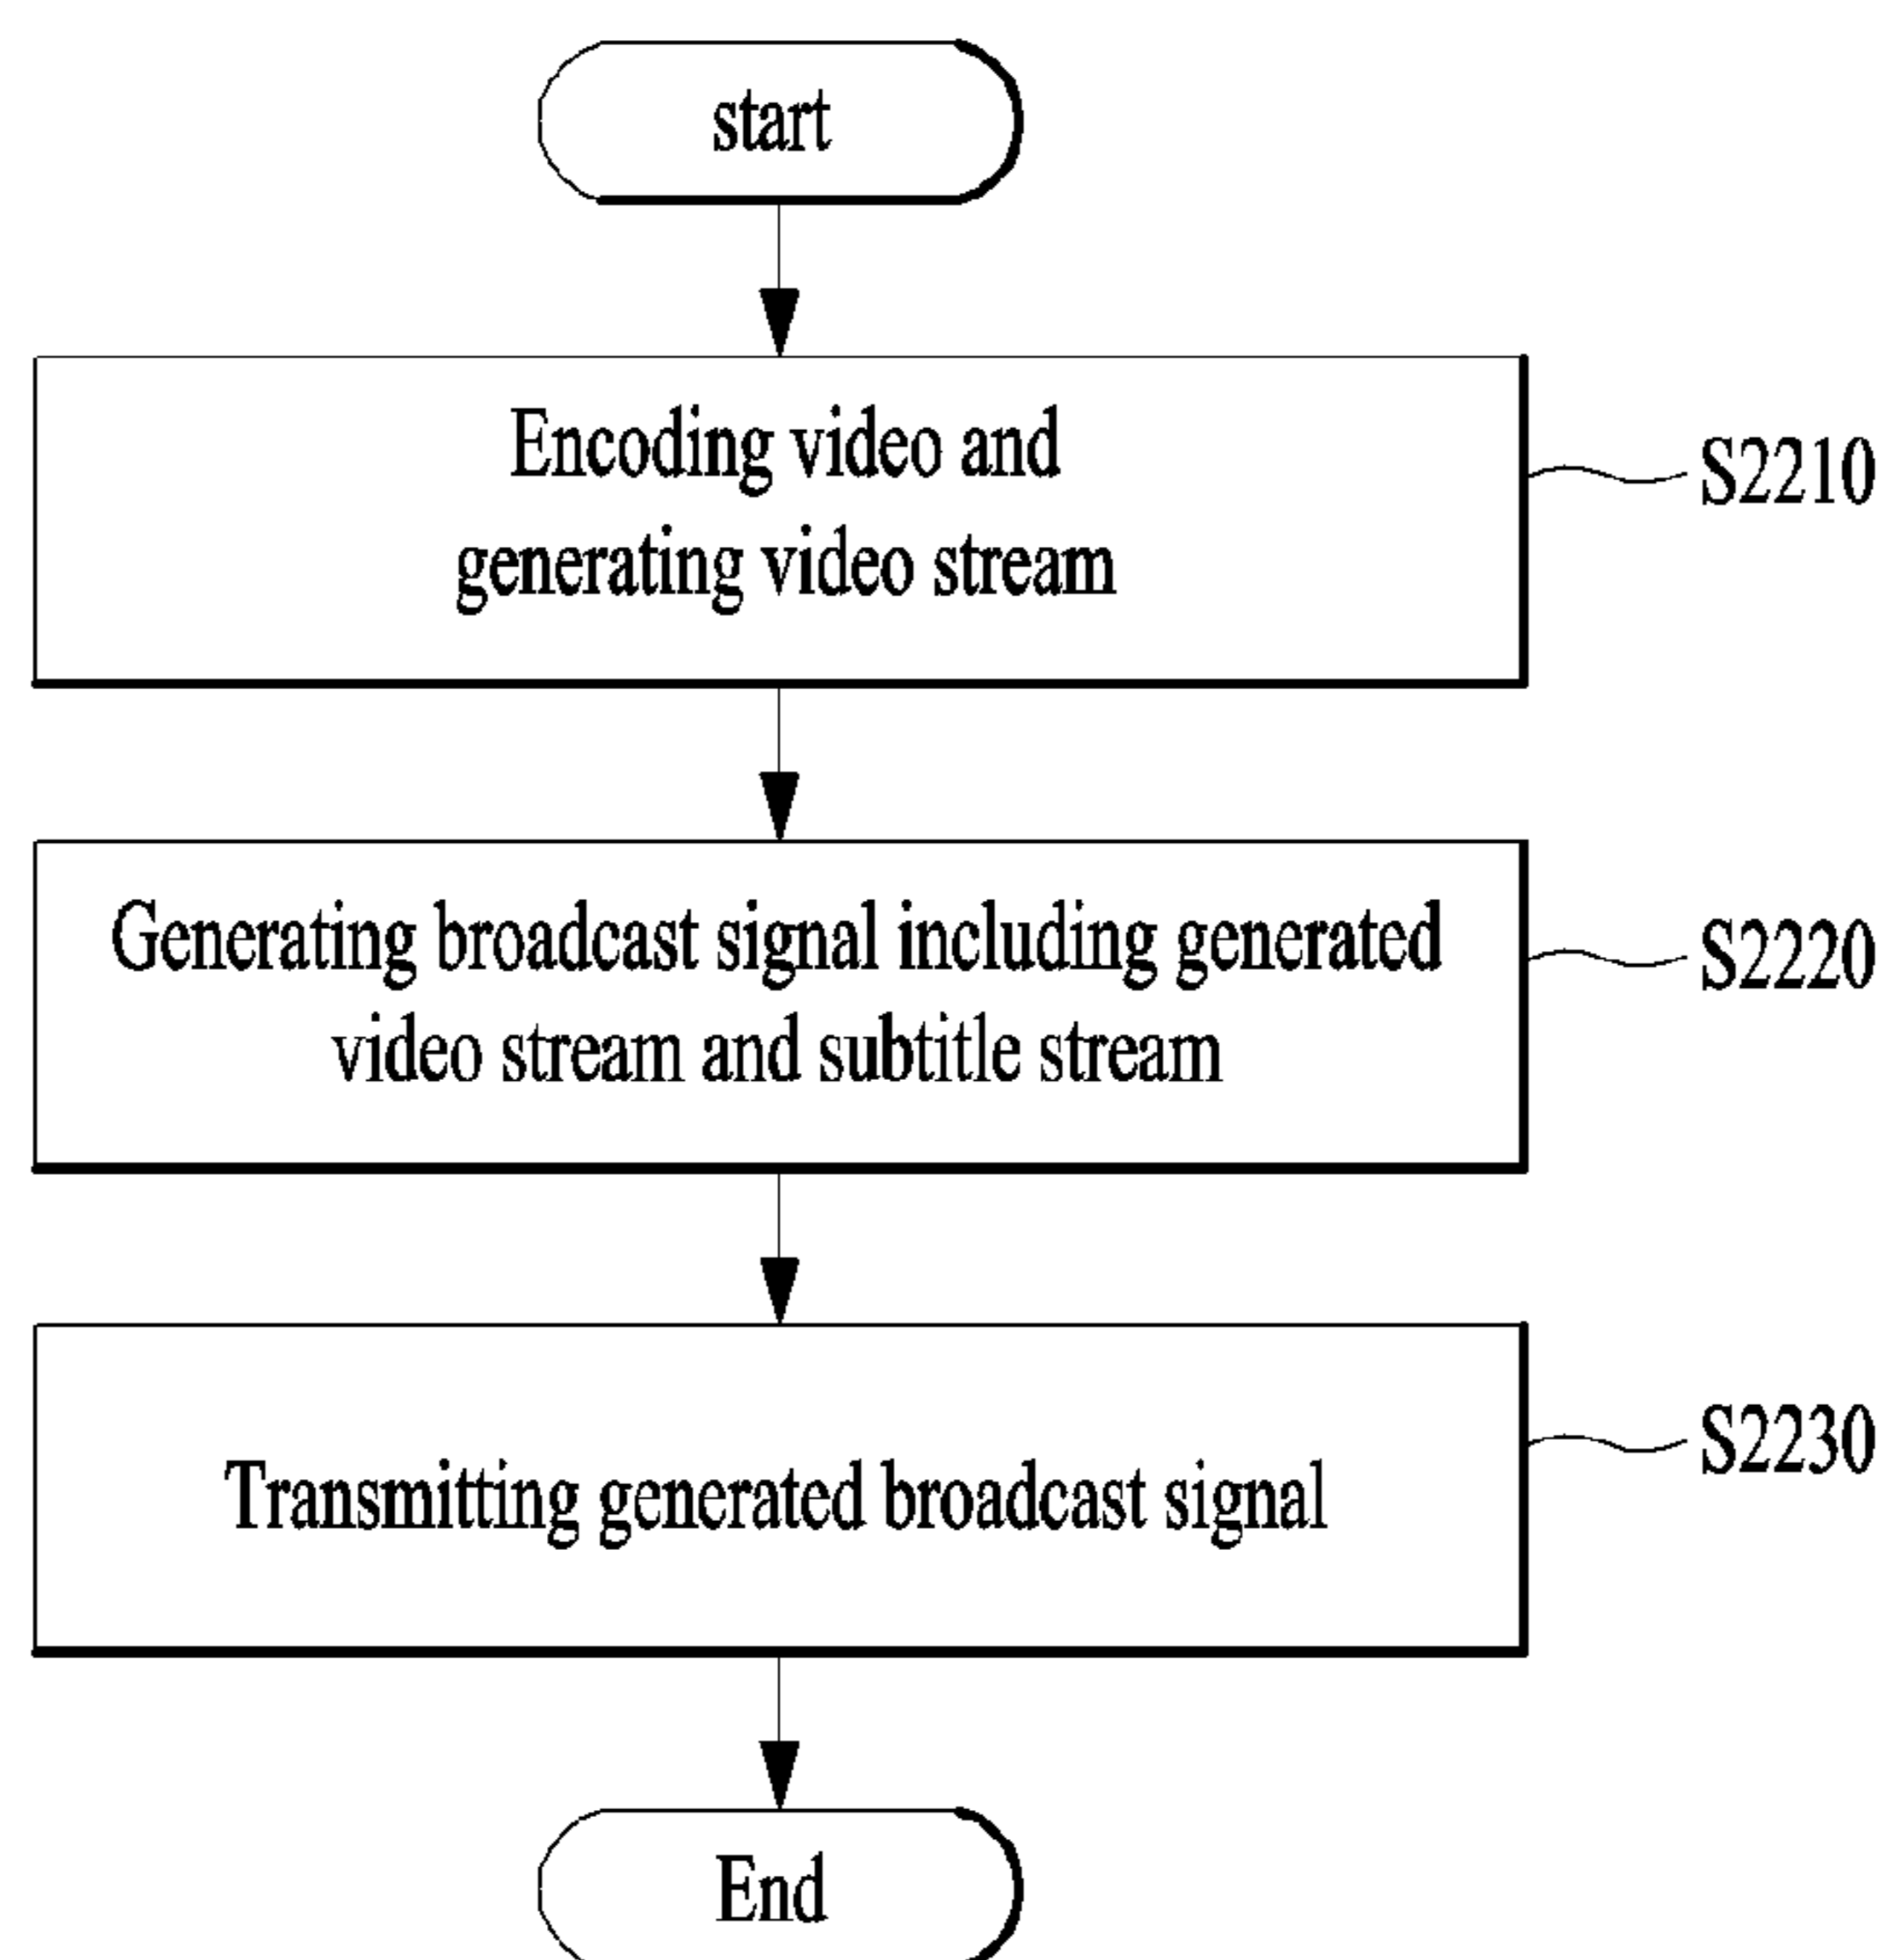 start
Encoding video and
generating video stream
S2210
Generating broadcast signal including generated
video stream and subtitle stream
S2220
Transmitting generated broadcast signal
S2230
End